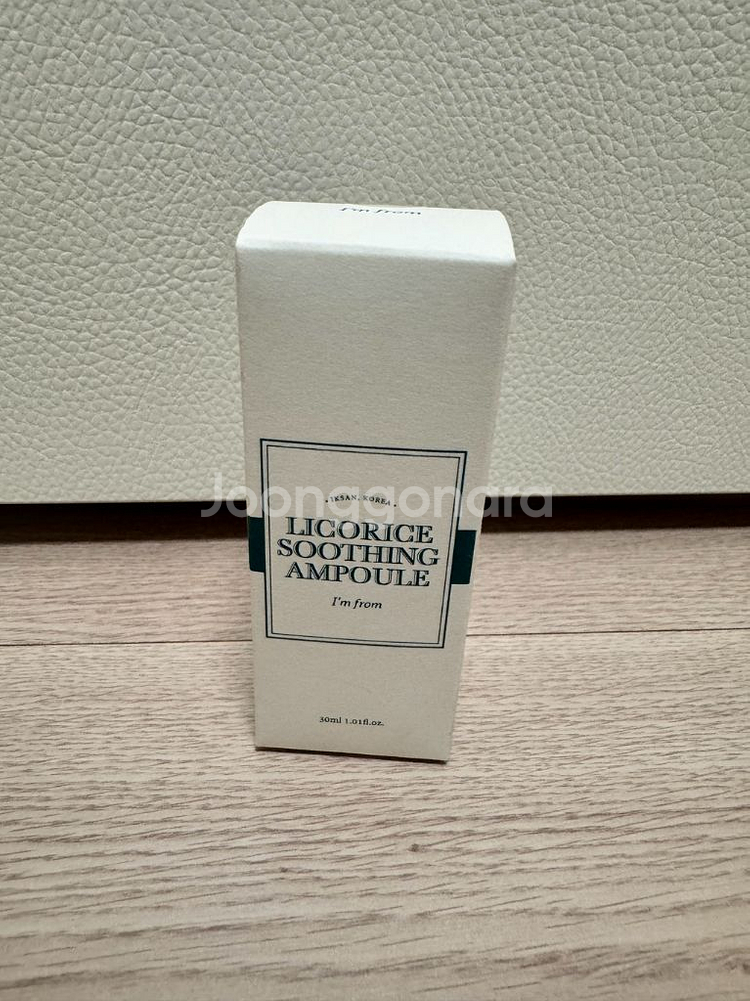 I'm from
• IKSAN, KOREA •
Joonggonara
LICORICE
SOOTHING
AMPOULE
I'm from
30ml 1.01fl.oz.